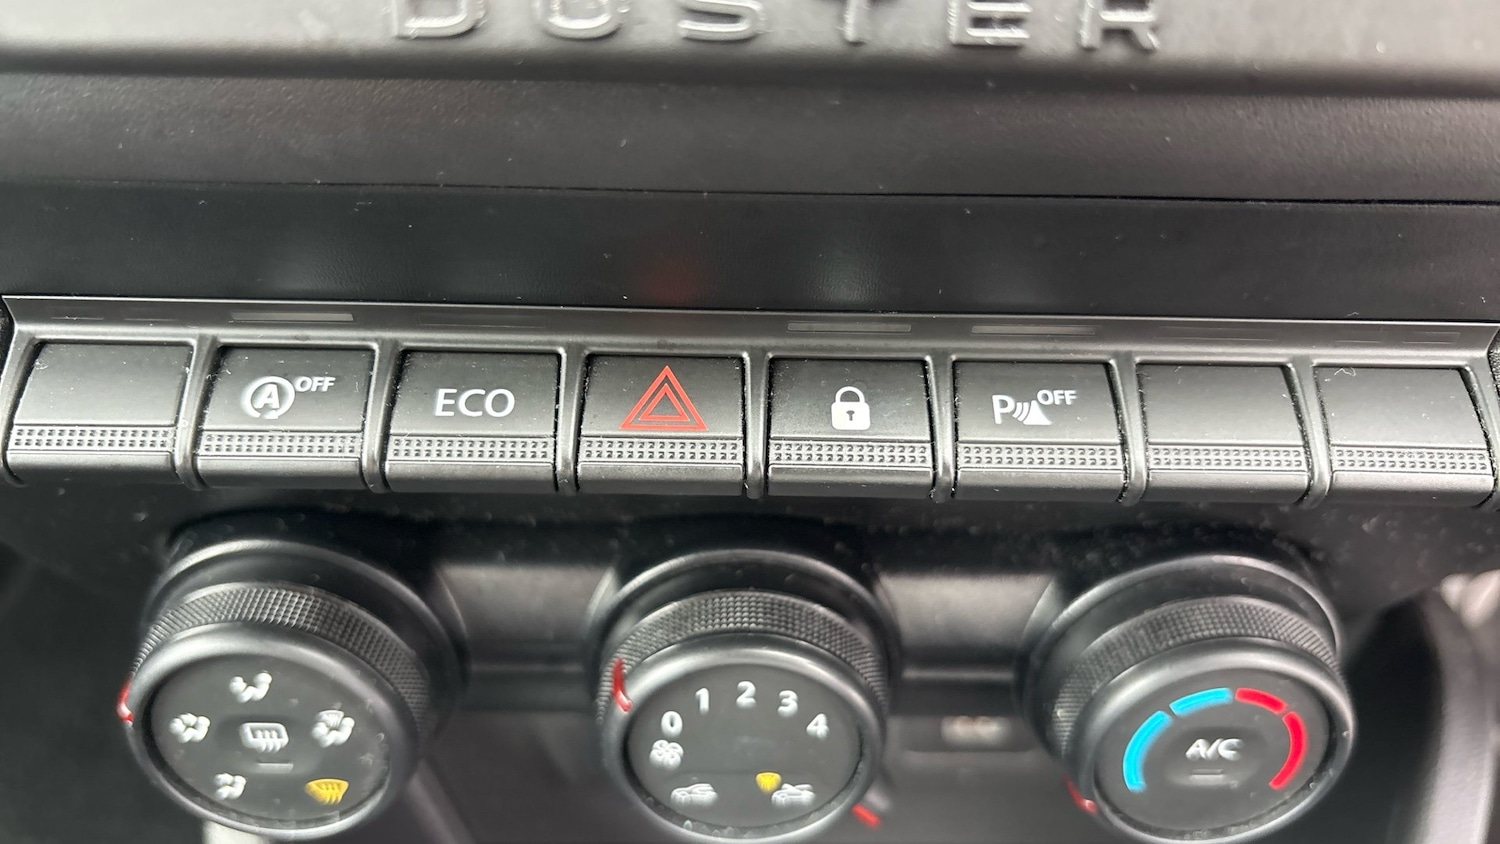 DUSTER
A OFF
ECO
P OFF
0 1 2 3 4
A/C